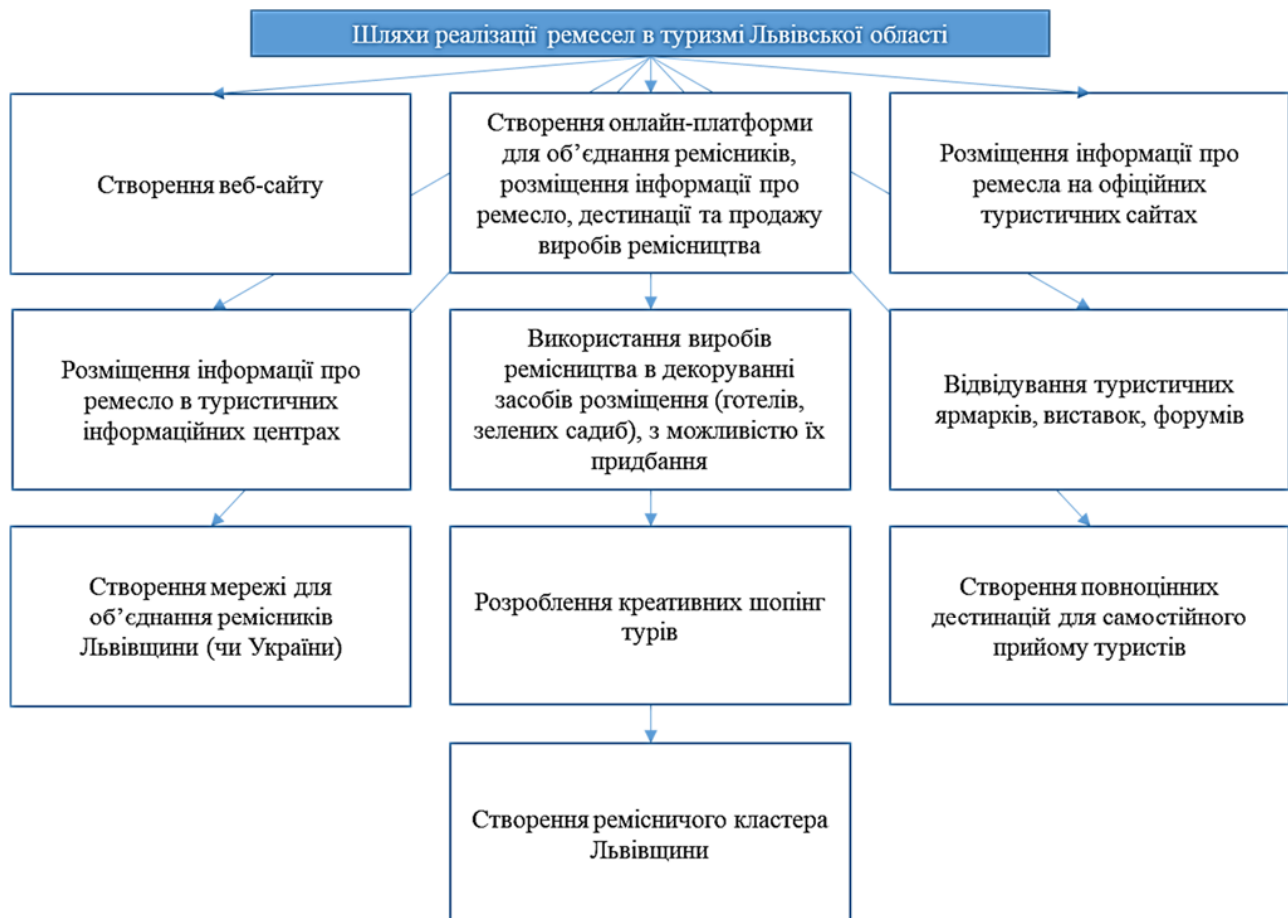 Шляхи реалізації ремесел в туризмі Львівської області
Створення веб-сайту
Створення онлайн-платформи
для об’єднання ремісників,
розміщення інформації про
ремесло, дестинації та продажу
виробів ремісництва
Розміщення інформації про
ремесла на офіційних
туристичних сайтах
Розміщення інформації про
ремесло в туристичних
інформаційних центрах
Використання виробів
ремісництва в декоруванні
засобів розміщення (готелів,
зелених садиб), з можливістю їх
придбання
Відвідування туристичних
ярмарків, виставок, форумів
Створення мережі для
об’єднання ремісників
Львівщини (чи України)
Розроблення креативних шопінг
турів
Створення повноцінних
дестинацій для самостійного
прийому туристів
Створення ремісничого кластера
Львівщини